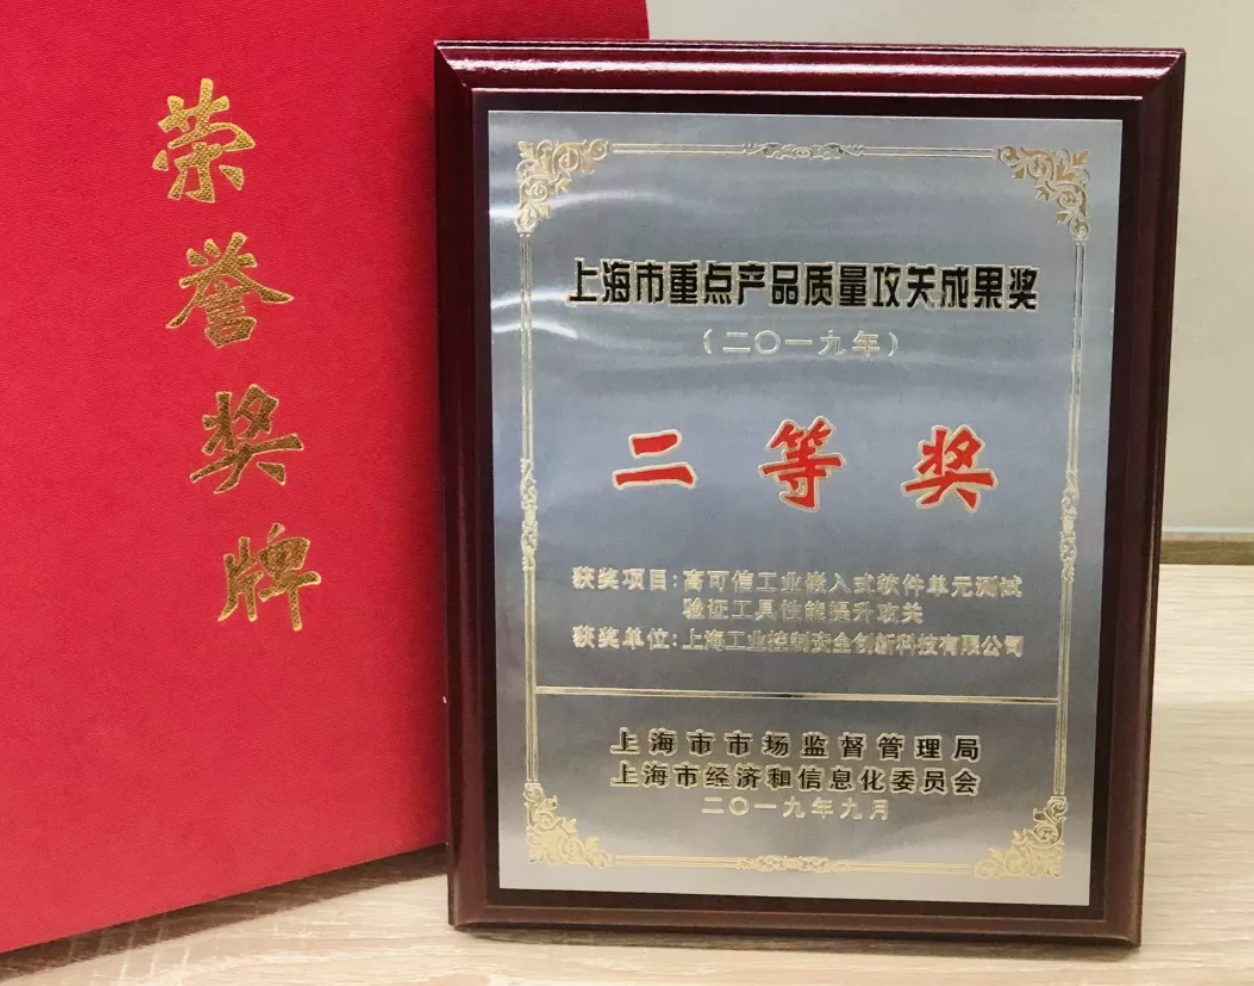 荣誉奖牌
上海市重点产品质量攻关成果奖
（二〇一九年）
二等奖
获奖项目：高可信工业嵌入式软件单元测试
验证工具性能提升攻关
获奖单位：上海工业控制安全创新科技有限公司
上海市市场监督管理局
上海市经济和信息化委员会
二〇一九年九月